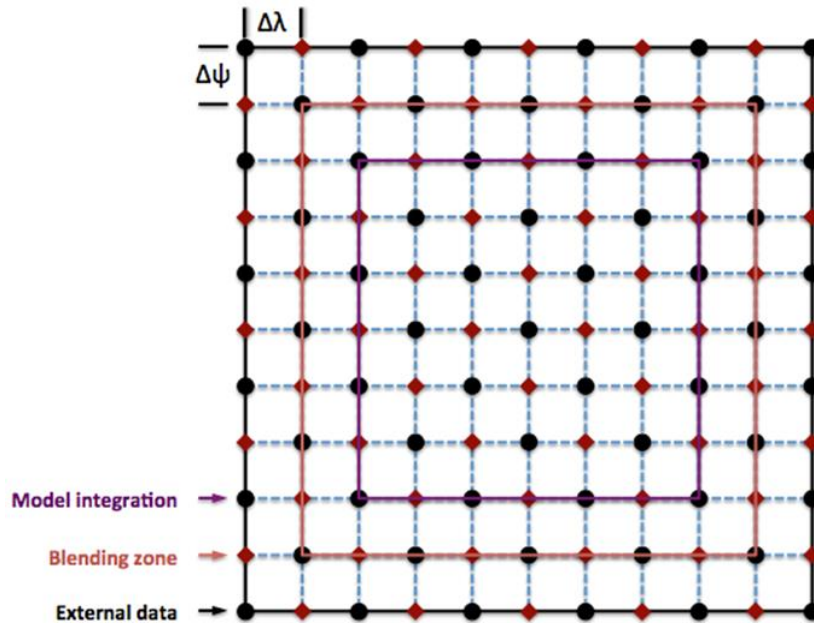 Δλ
Δψ
Model integration
Blending zone
External data